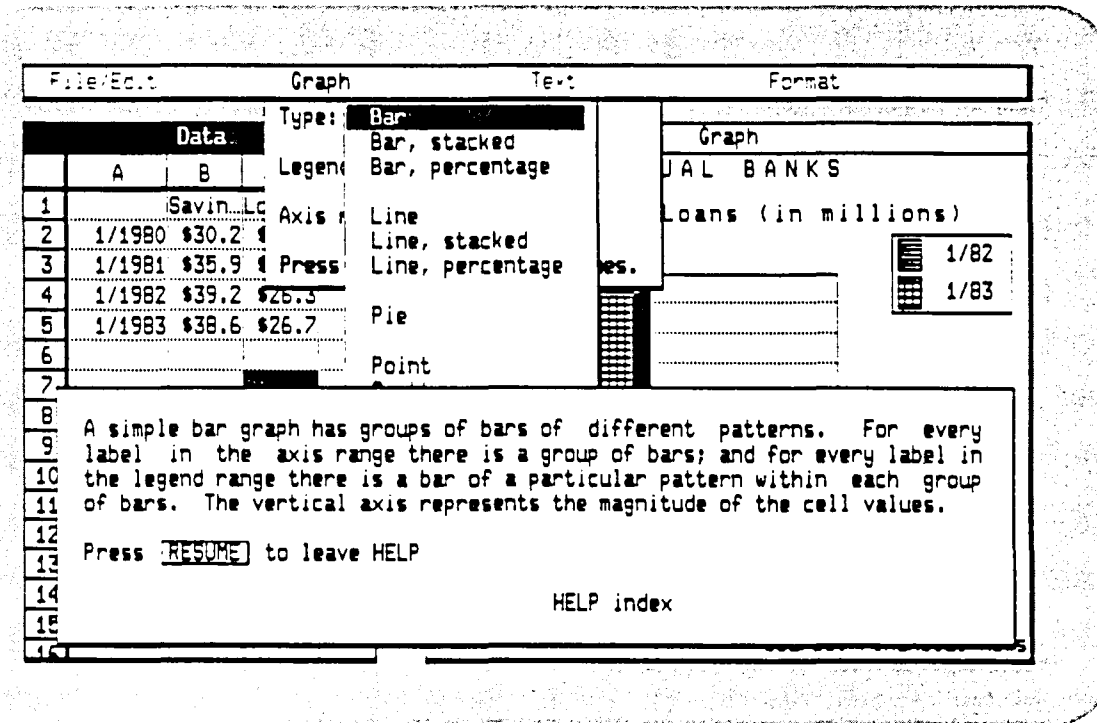 File/Edit Graph Text Format
Data Graph
Type: Bar
Bar, stacked
Legen Bar, percentage
UAL BANKS
A B
1 Savin…Lo Axis r Line Loans (in millions)
2 1/1980 $30.2 $ Line, stacked
3 1/1981 $35.9 $ Press Line, percentage es. 1/82
4 1/1982 $39.2 $26.3 1/83
5 1/1983 $38.6 $26.7 Pie
6 Point
7
8 A simple bar graph has groups of bars of different patterns. For every
9 label in the axis range there is a group of bars; and for every label in
10 the legend range there is a bar of a particular pattern within each group
11 of bars. The vertical axis represents the magnitude of the cell values.
12
13 Press RESUME to leave HELP
14 HELP index
15
16